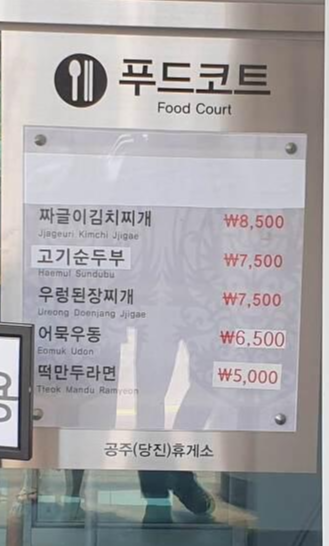 푸드코트
Food Court
짜글이김치찌개 ₩8,500
Jjageuri Kimchi Jjigae
고기순두부 ₩7,500
Haemul Sundubu
우렁된장찌개 ₩7,500
Ureong Doenjang Jjigae
어묵우동 ₩6,500
Eomuk Udon
떡만두라면 ₩5,000
Tteok Mandu Ramyeon
공주(당진)휴게소
용